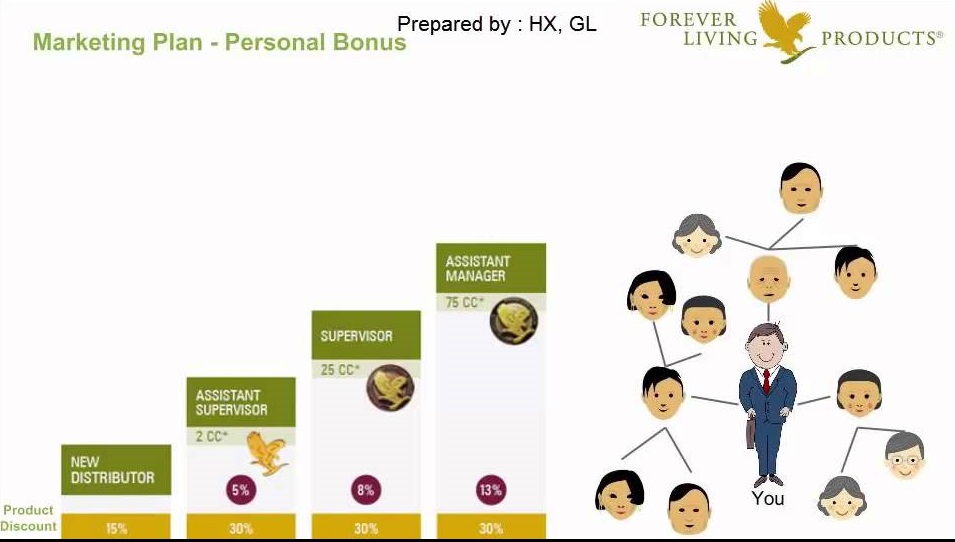 Marketing Plan - Personal Bonus
Prepared by : HX, GL
FOREVER
LIVING PRODUCTS®
ASSISTANT
MANAGER
75 CC*
SUPERVISOR
25 CC*
ASSISTANT
SUPERVISOR
2 CC*
NEW
DISTRIBUTOR
5%
8%
13%
You
Product
Discount
15%
30%
30%
30%